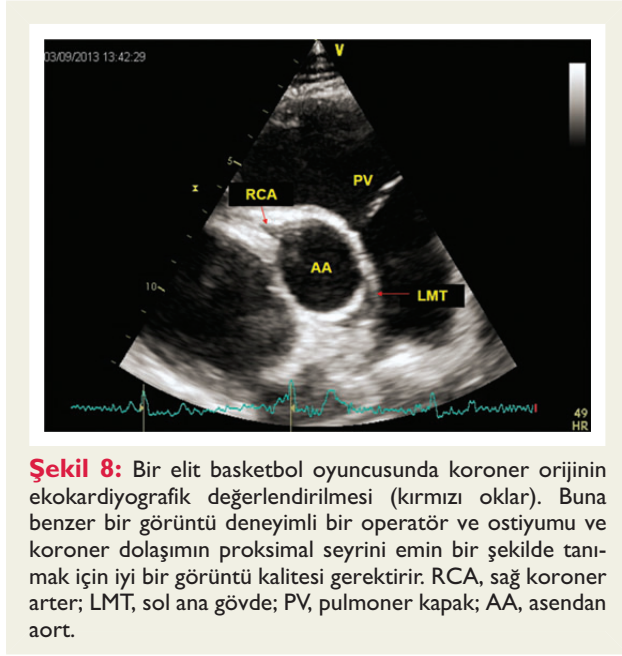 03/09/2013 13:42:29
V
5
PV
RCA
AA
10
LMT
49
HR
Şekil 8: Bir elit basketbol oyuncusunda koroner orijinin
ekokardiyografik değerlendirilmesi (kırmızı oklar). Buna
benzer bir görüntü deneyimli bir operatör ve ostiyumu ve
koroner dolaşımın proksimal seyrini emin bir şekilde tanı-
mak için iyi bir görüntü kalitesi gerektirir. RCA, sağ koroner
arter; LMT, sol ana gövde; PV, pulmoner kapak; AA, asendan
aort.